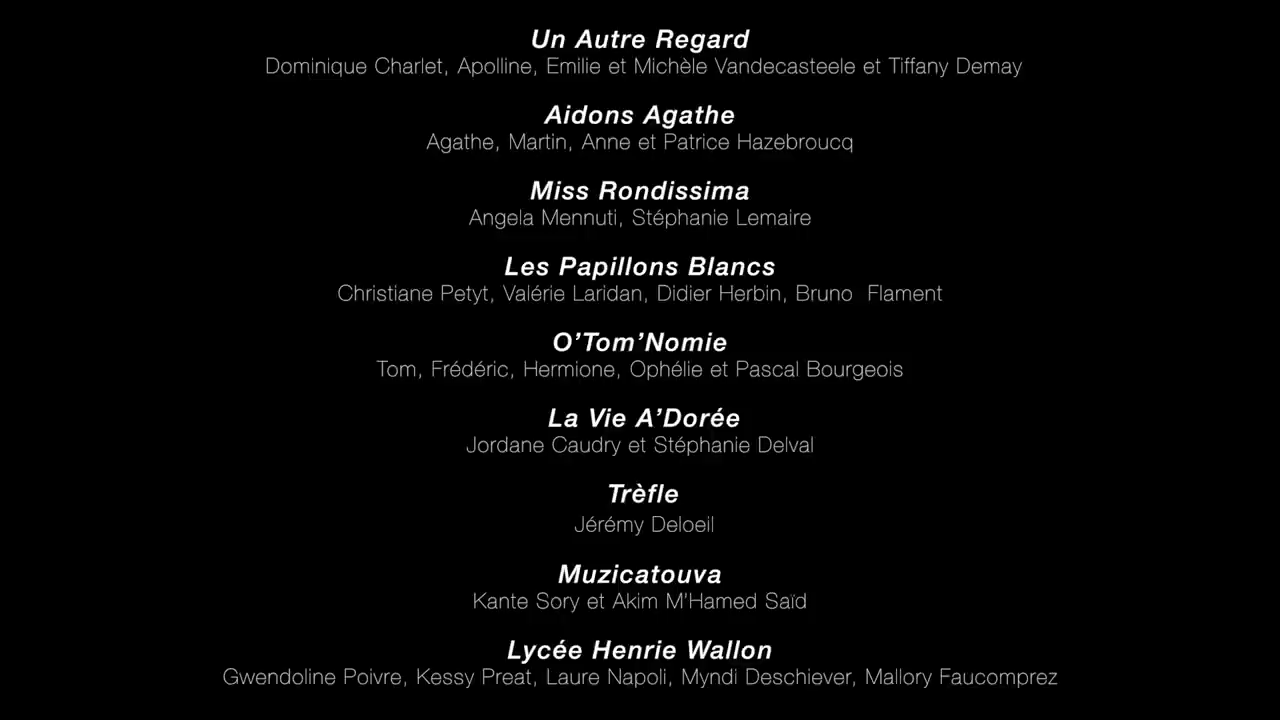 Un Autre Regard
Dominique Charlet, Apolline, Emilie et Michèle Vandecasteele et Tiffany Demay
Aidons Agathe
Agathe, Martin, Anne et Patrice Hazebroucq
Miss Rondissima
Angela Mennuti, Stéphanie Lemaire
Les Papillons Blancs
Christiane Petyt, Valérie Laridan, Didier Herbin, Bruno  Flament
O’Tom’Nomie
Tom, Frédéric, Hermione, Ophélie et Pascal Bourgeois
La Vie A’Dorée
Jordane Caudry et Stéphanie Delval
Trèfle
Jérémy Deloeil
Muzicatouva
Kante Sory et Akim M’Hamed Saïd
Lycée Henrie Wallon
Gwendoline Poivre, Kessy Preat, Laure Napoli, Myndi Deschiever, Mallory Faucomprez